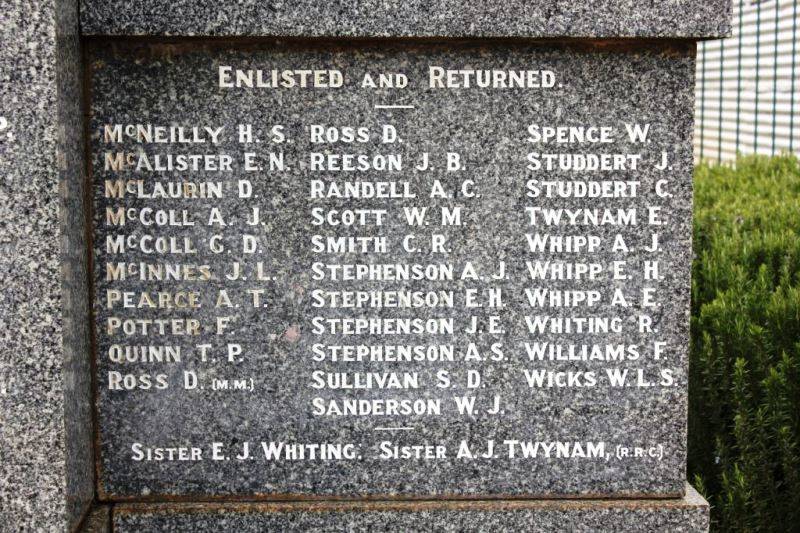 ENLISTED AND RETURNED.
McNEILLY H. S.
McALISTER E. N.
McLAURIN D.
McCOLL A. J.
McCOLL G. D.
McINNES J. L.
PEARCE A. T.
POTTER F.
QUINN T. P.
ROSS D. (M.M.)
ROSS D.
REESON J. B.
RANDELL A. C.
SCOTT W. M.
SMITH C. R.
STEPHENSON A. J.
STEPHENSON E. H.
STEPHENSON J. E.
STEPHENSON A. S.
SULLIVAN S. D.
SANDERSON W. J.
SPENCE W.
STUDDERT J.
STUDDERT C.
TWYNAM E.
WHIPP A. J.
WHIPP E. H.
WHIPP A. E.
WHITING R.
WILLIAMS F.
WICKS W. L. S.
SISTER E. J. WHITING. SISTER A. J. TWYNAM, (R.R.C.)